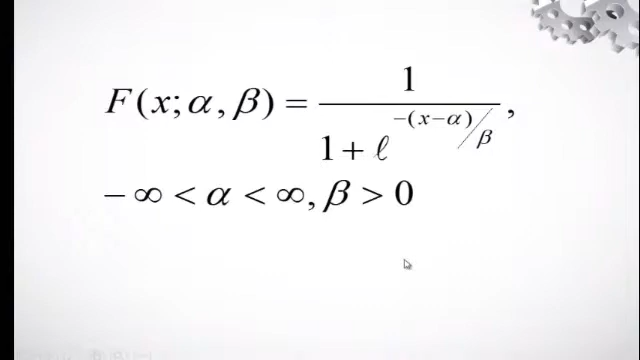 F(x;α,β) = 1 / (1 + ℓ^(−(x−α)/β)),
−∞ < α < ∞, β > 0